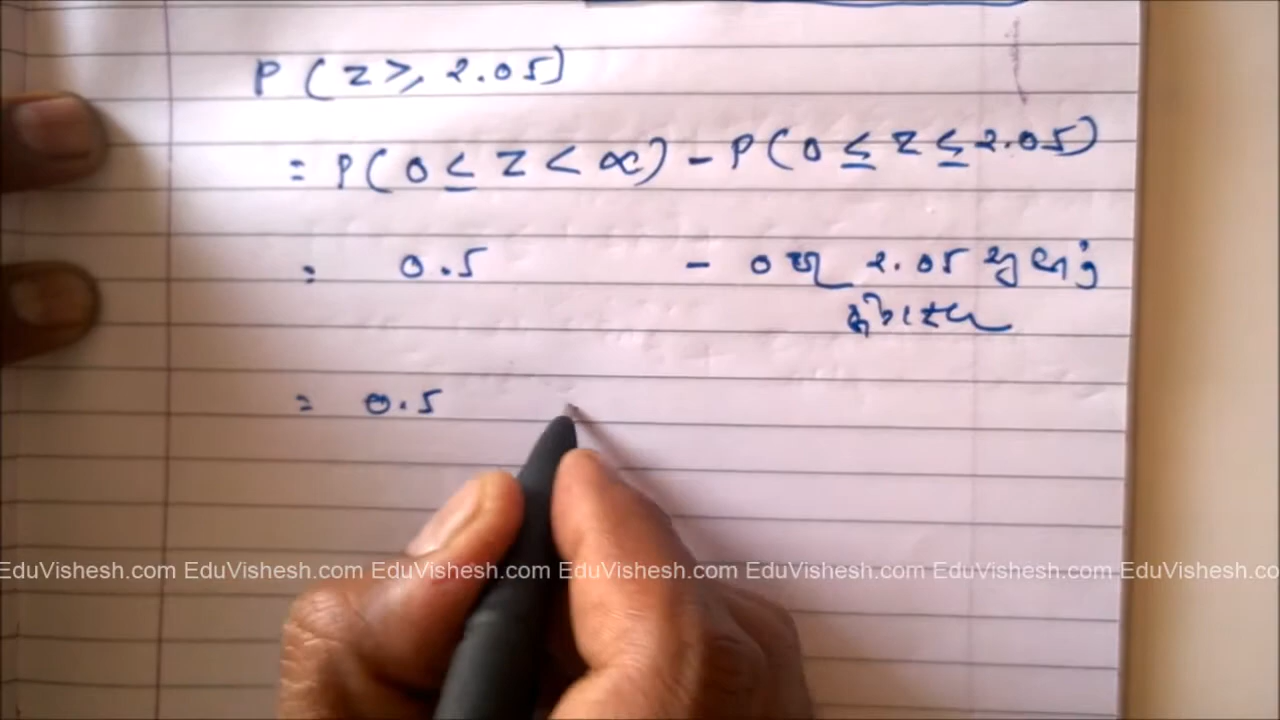 P(Z ≥ 2.05)
= P(0 ≤ Z < ∞) - P(0 ≤ Z ≤ 2.05)
= 0.5 - 0 થી 2.05 સુધીનું
ક્ષેત્રફળ
= 0.5
EduVishesh.com EduVishesh.com EduVishesh.com EduVishesh.com EduVishesh.com EduVishesh.com EduVishesh.co